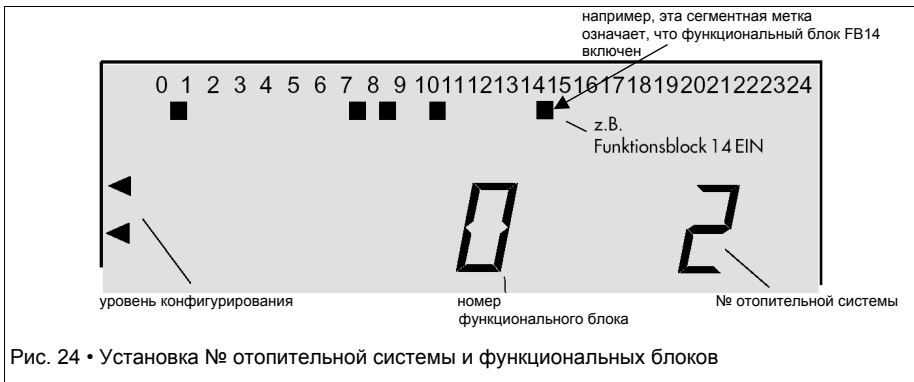 например, эта сегментная метка
означает, что функциональный блок FB14
включен
0 1 2 3 4 5 6 7 8 9 101112131415161718192021222324
z.B.
Funktionsblock 14 EIN
0 2
уровень конфигурирования
номер
функционального блока
№ отопительной системы
Рис. 24 • Установка № отопительной системы и функциональных блоков